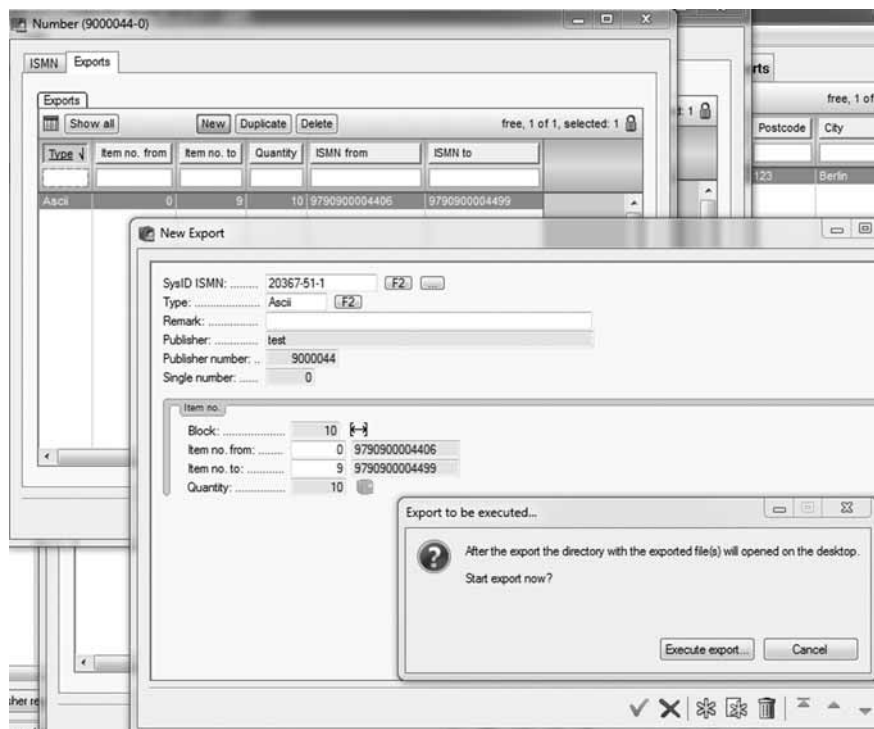 Number (9000044-0)
ISMN Exports
Exports
Show all New Duplicate Delete free, 1 of 1, selected: 1
Type Item no. from Item no. to Quantity ISMN from ISMN to
Ascii 0 9 10 9790900004406 9790900004499
: 1
rts
free, 1 of
Postcode City
123 Berlin
New Export
SysID ISMN: ......... 20367-51-1 F2 ...
Type: ..................... Ascii F2
Remark: ................
Publisher: .............. test
Publisher number: .. 9000044
Single number: ...... 0
Item no.
Block: ..................... 10
Item no. from: ........ 0 9790900004406
Item no. to: ............ 9 9790900004499
Quantity: ................ 10
Export to be executed...
After the export the directory with the exported file(s) will opened on the desktop.
Start export now?
Execute export... Cancel
her re